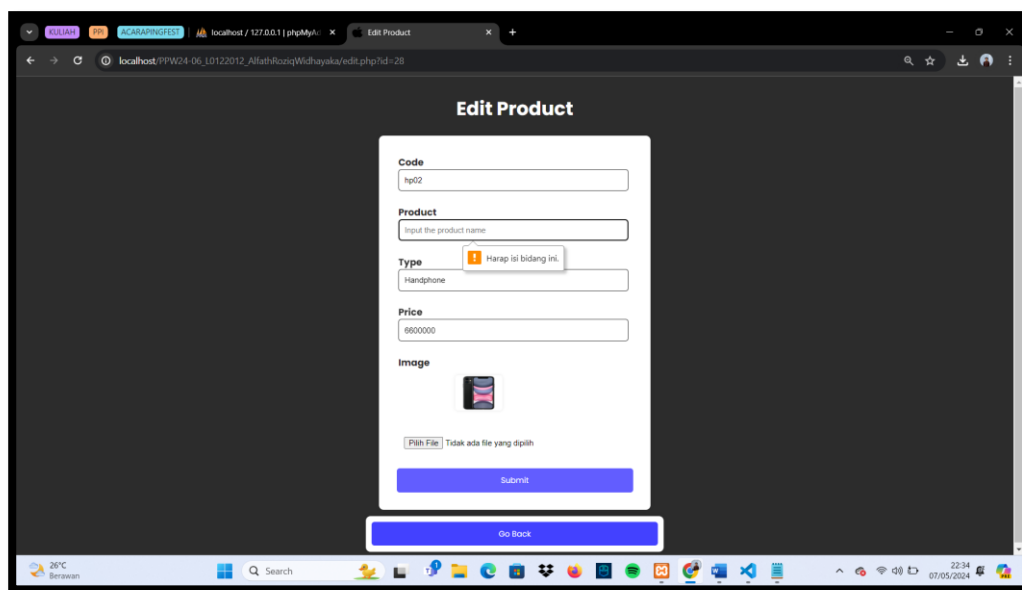 KULIAH PPI ACARAPINGFEST localhost / 127.0.0.1 | phpMyAd Edit Product
localhost/PPW24-06_L0122012_AlfathRoziqWidhayaka/edit.php?id=28
Edit Product
Code
hp02
Product
Input the product name
Harap isi bidang ini.
Type
Handphone
Price
6600000
Image
Pilih File Tidak ada file yang dipilih
Submit
Go Back
26°C
Berawan
Search
22:34
07/05/2024